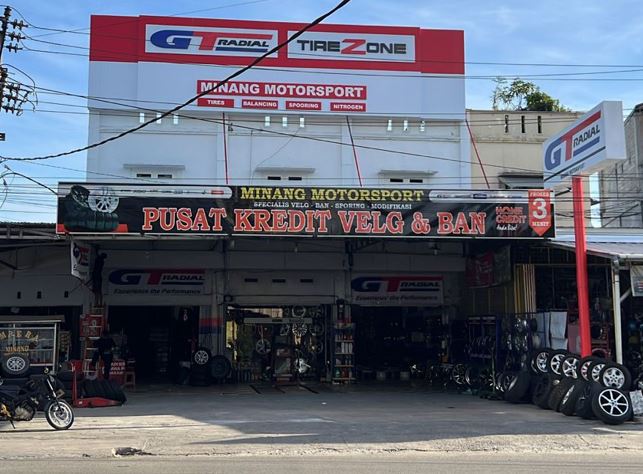 GT RADIAL
TIREZONE
MINANG MOTORSPORT
TIRES BALANCING SPOORING NITROGEN
GT RADIAL
MINANG MOTORSPORT
SPECIALIS VELG - BAN - SPORING - MODIFIKASI
PUSAT KREDIT VELG & BAN
HOME CREDIT
PROSES
3
MENIT
GT RADIAL
Experience the Performance
GT RADIAL
Experience the Performance